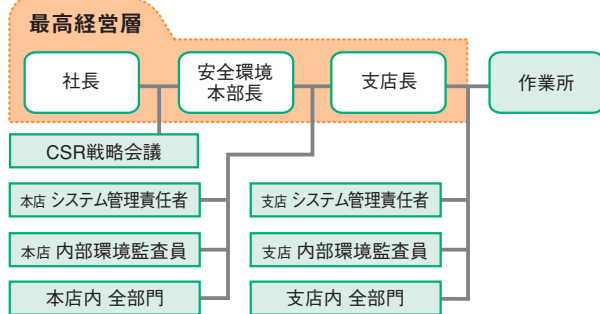 最高経営層
社長
安全環境
本部長
支店長
作業所
CSR戦略会議
本店 システム管理責任者
支店 システム管理責任者
本店 内部環境監査員
支店 内部環境監査員
本店内 全部門
支店内 全部門